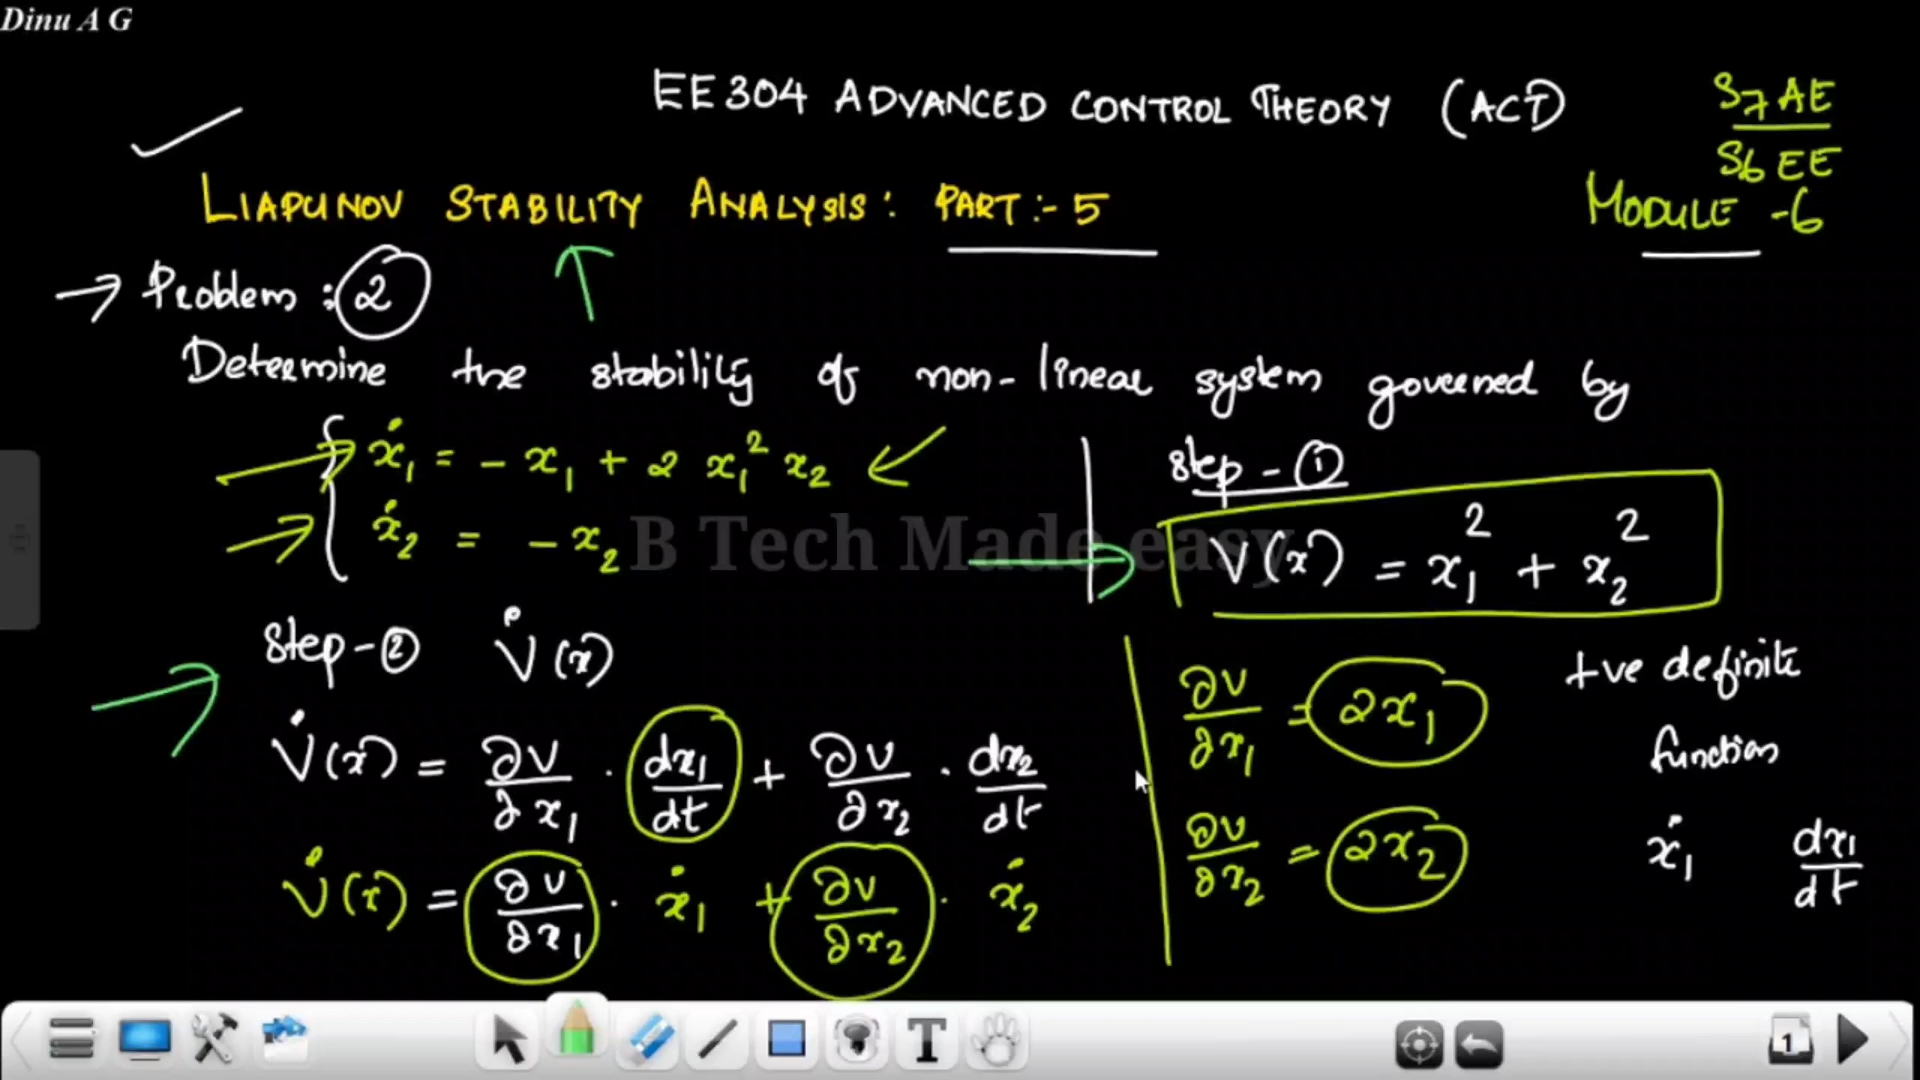 Dinu A G
EE304 ADVANCED CONTROL THEORY (ACT)
S7 AE
S6 EE
MODULE -6
LIAPUNOV STABILITY ANALYSIS: PART:- 5
→ Problem : ②
Determine the stability of non-linear system governed by
ẋ₁ = - x₁ + 2 x₁² x₂
ẋ₂ = - x₂
B Tech Made easy
Step - ①
V(x) = x₁² + x₂²
+ve definite
function
Step - ② V̇(x)
V̇(x) = ∂V/∂x₁ · dx₁/dt + ∂V/∂x₂ · dx₂/dt
V̇(x) = ∂V/∂x₁ · ẋ₁ + ∂V/∂x₂ · ẋ₂
∂V/∂x₁ = 2x₁
∂V/∂x₂ = 2x₂
ẋ₁ dx₁/dt
T
1